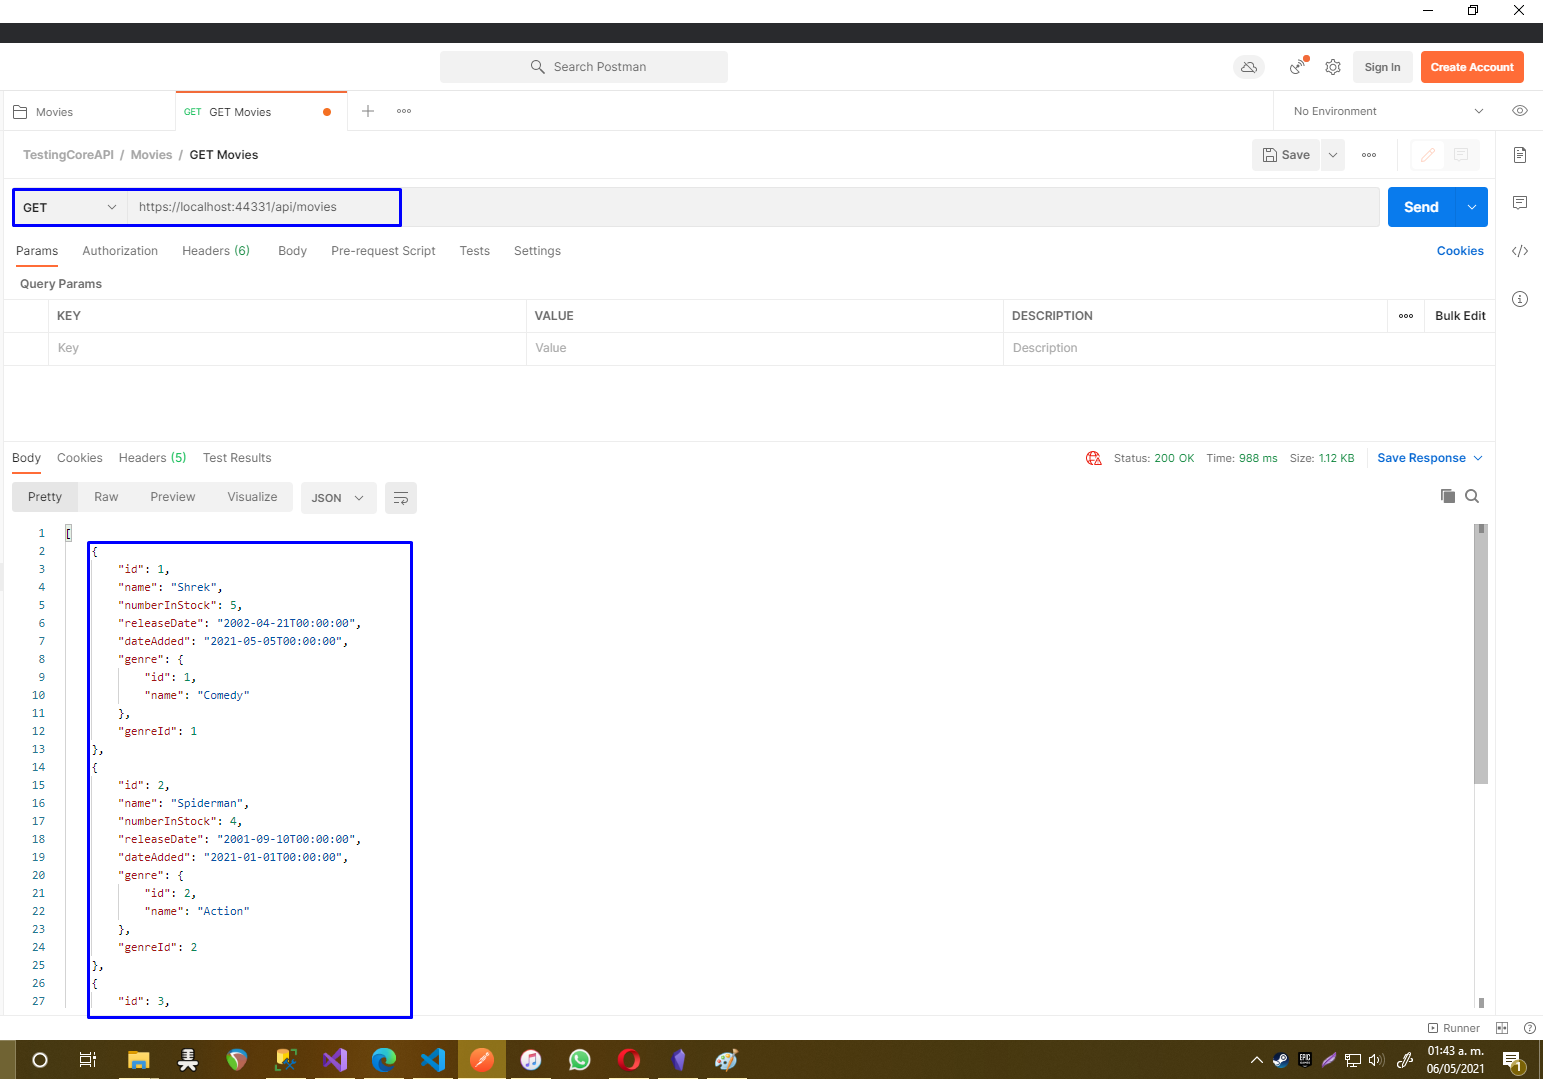 Search Postman
Sign In
Create Account
Movies
GET GET Movies
No Environment
TestingCoreAPI / Movies / GET Movies
Save
GET
https://localhost:44331/api/movies
Send
Params Authorization Headers (6) Body Pre-request Script Tests Settings
Cookies
Query Params
KEY VALUE DESCRIPTION
Bulk Edit
Key Value Description
Body Cookies Headers (5) Test Results
Status: 200 OK Time: 988 ms Size: 1.12 KB
Save Response
Pretty Raw Preview Visualize JSON
1 [
2 {
3 "id": 1,
4 "name": "Shrek",
5 "numberInStock": 5,
6 "releaseDate": "2002-04-21T00:00:00",
7 "dateAdded": "2021-05-05T00:00:00",
8 "genre": {
9 "id": 1,
10 "name": "Comedy"
11 },
12 "genreId": 1
13 },
14 {
15 "id": 2,
16 "name": "Spiderman",
17 "numberInStock": 4,
18 "releaseDate": "2001-09-10T00:00:00",
19 "dateAdded": "2021-01-01T00:00:00",
20 "genre": {
21 "id": 2,
22 "name": "Action"
23 },
24 "genreId": 2
25 },
26 {
27 "id": 3,
Runner
EPIC
01:43 a. m.
06/05/2021
1